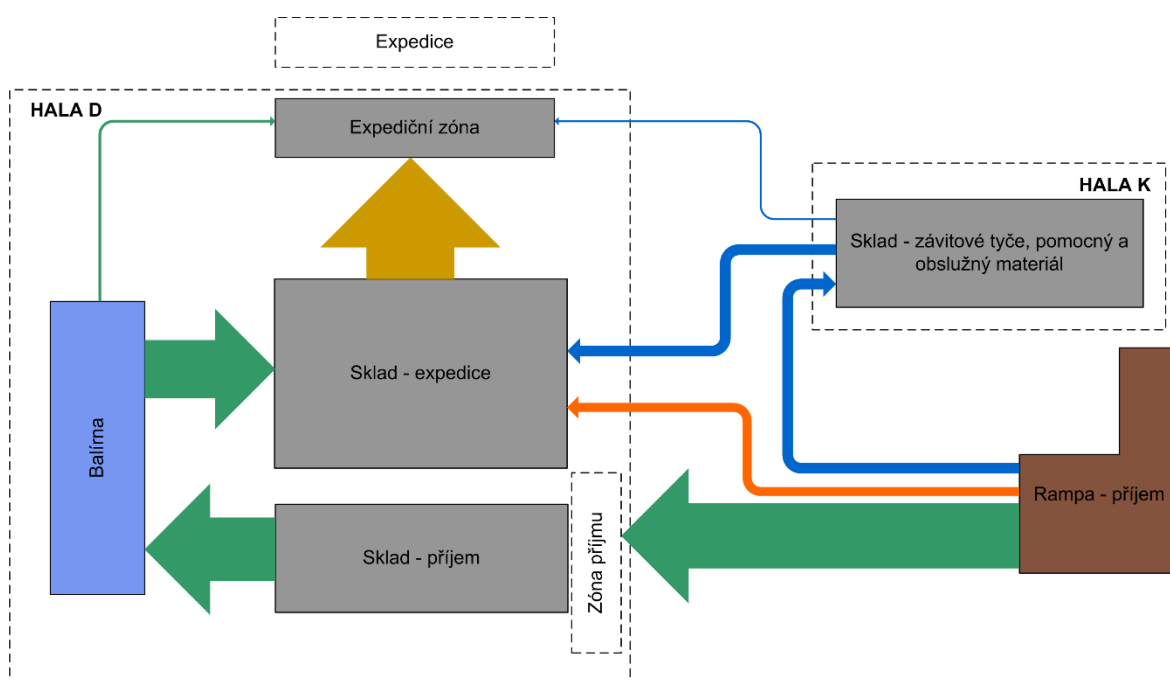 Expedice
HALA D
Expediční zóna
HALA K
Sklad - závitové tyče, pomocný a
obslužný materiál
Sklad - expedice
Balírna
Rampa - příjem
Sklad - příjem
Zóna příjmu